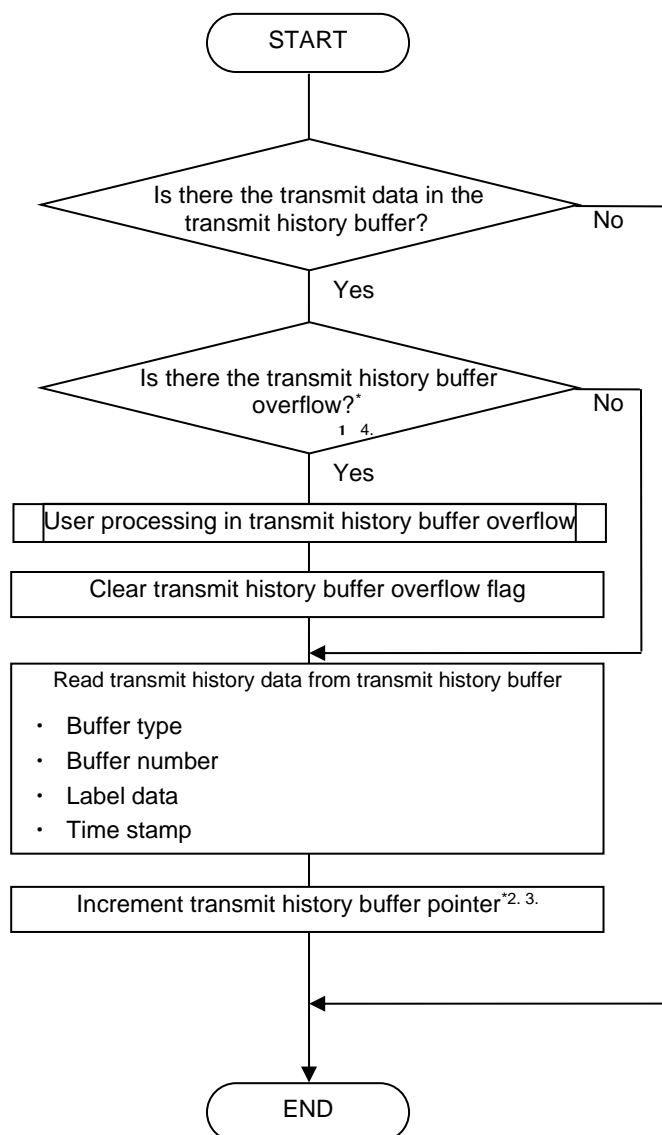 START
Is there the transmit data in the
transmit history buffer?
No
Yes
Is there the transmit history buffer
overflow?*
1 4.
No
Yes
User processing in transmit history buffer overflow
Clear transmit history buffer overflow flag
Read transmit history data from transmit history buffer
・ Buffer type
・ Buffer number
・ Label data
・ Time stamp
Increment transmit history buffer pointer*2. 3.
END